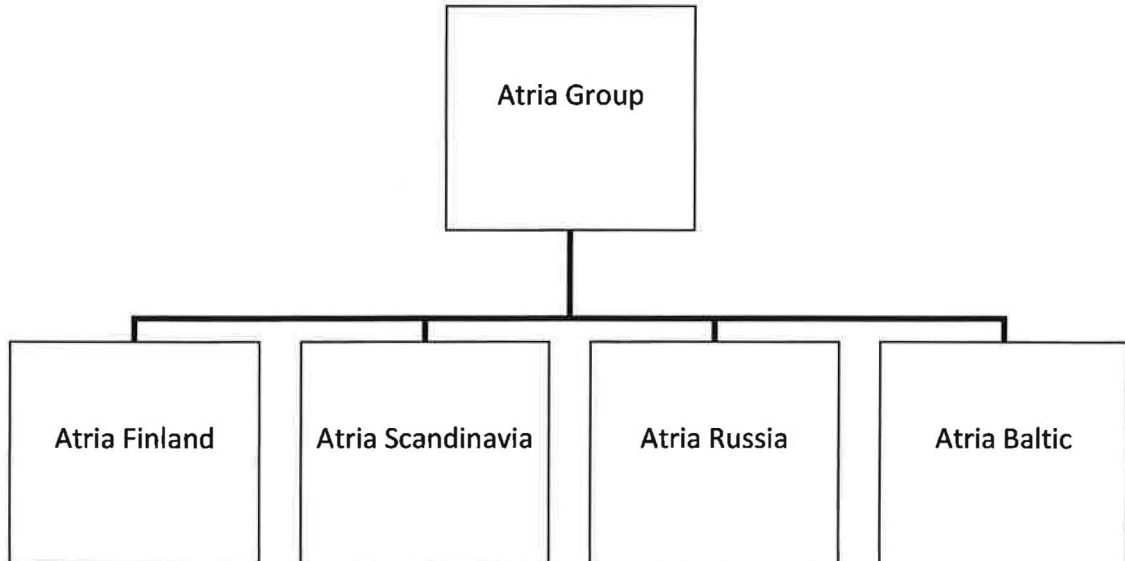 Atria Group
Atria Finland
Atria Scandinavia
Atria Russia
Atria Baltic